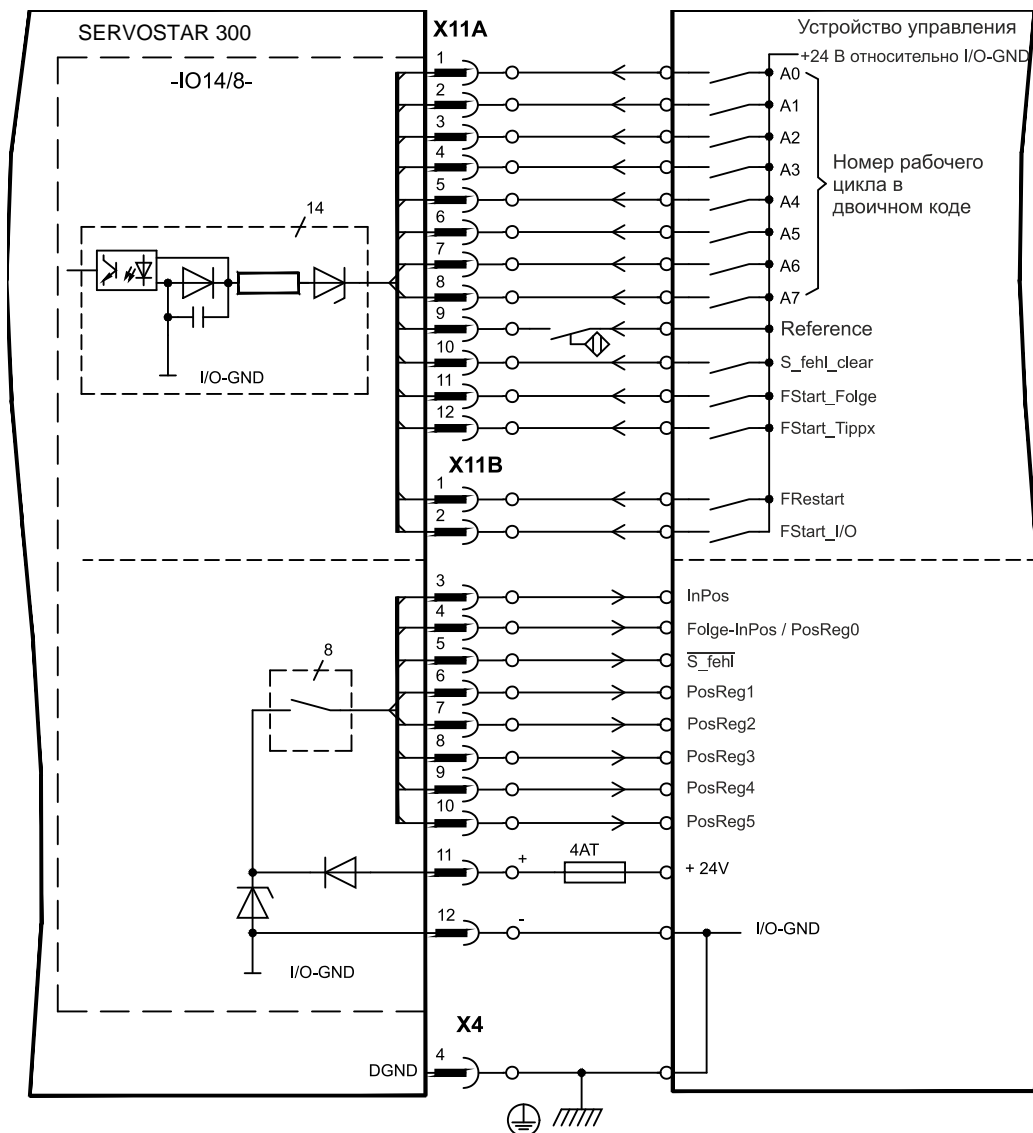 SERVOSTAR 300
X11A
Устройство управления
-IO14/8-
+24 В относительно I/O-GND
1
A0
2
A1
3
A2
4
A3
Номер рабочего
цикла в
двоичном коде
5
A4
6
A5
7
A6
8
A7
14
I/O-GND
9
Reference
10
S_fehl_clear
11
FStart_Folge
12
FStart_Tippx
X11B
1
FRestart
2
FStart_I/O
3
InPos
4
Folge-InPos / PosReg0
5
S_fehl
6
PosReg1
7
PosReg2
8
PosReg3
9
PosReg4
10
PosReg5
8
11
+
4AT
+ 24V
12
-
I/O-GND
I/O-GND
X4
DGND
4